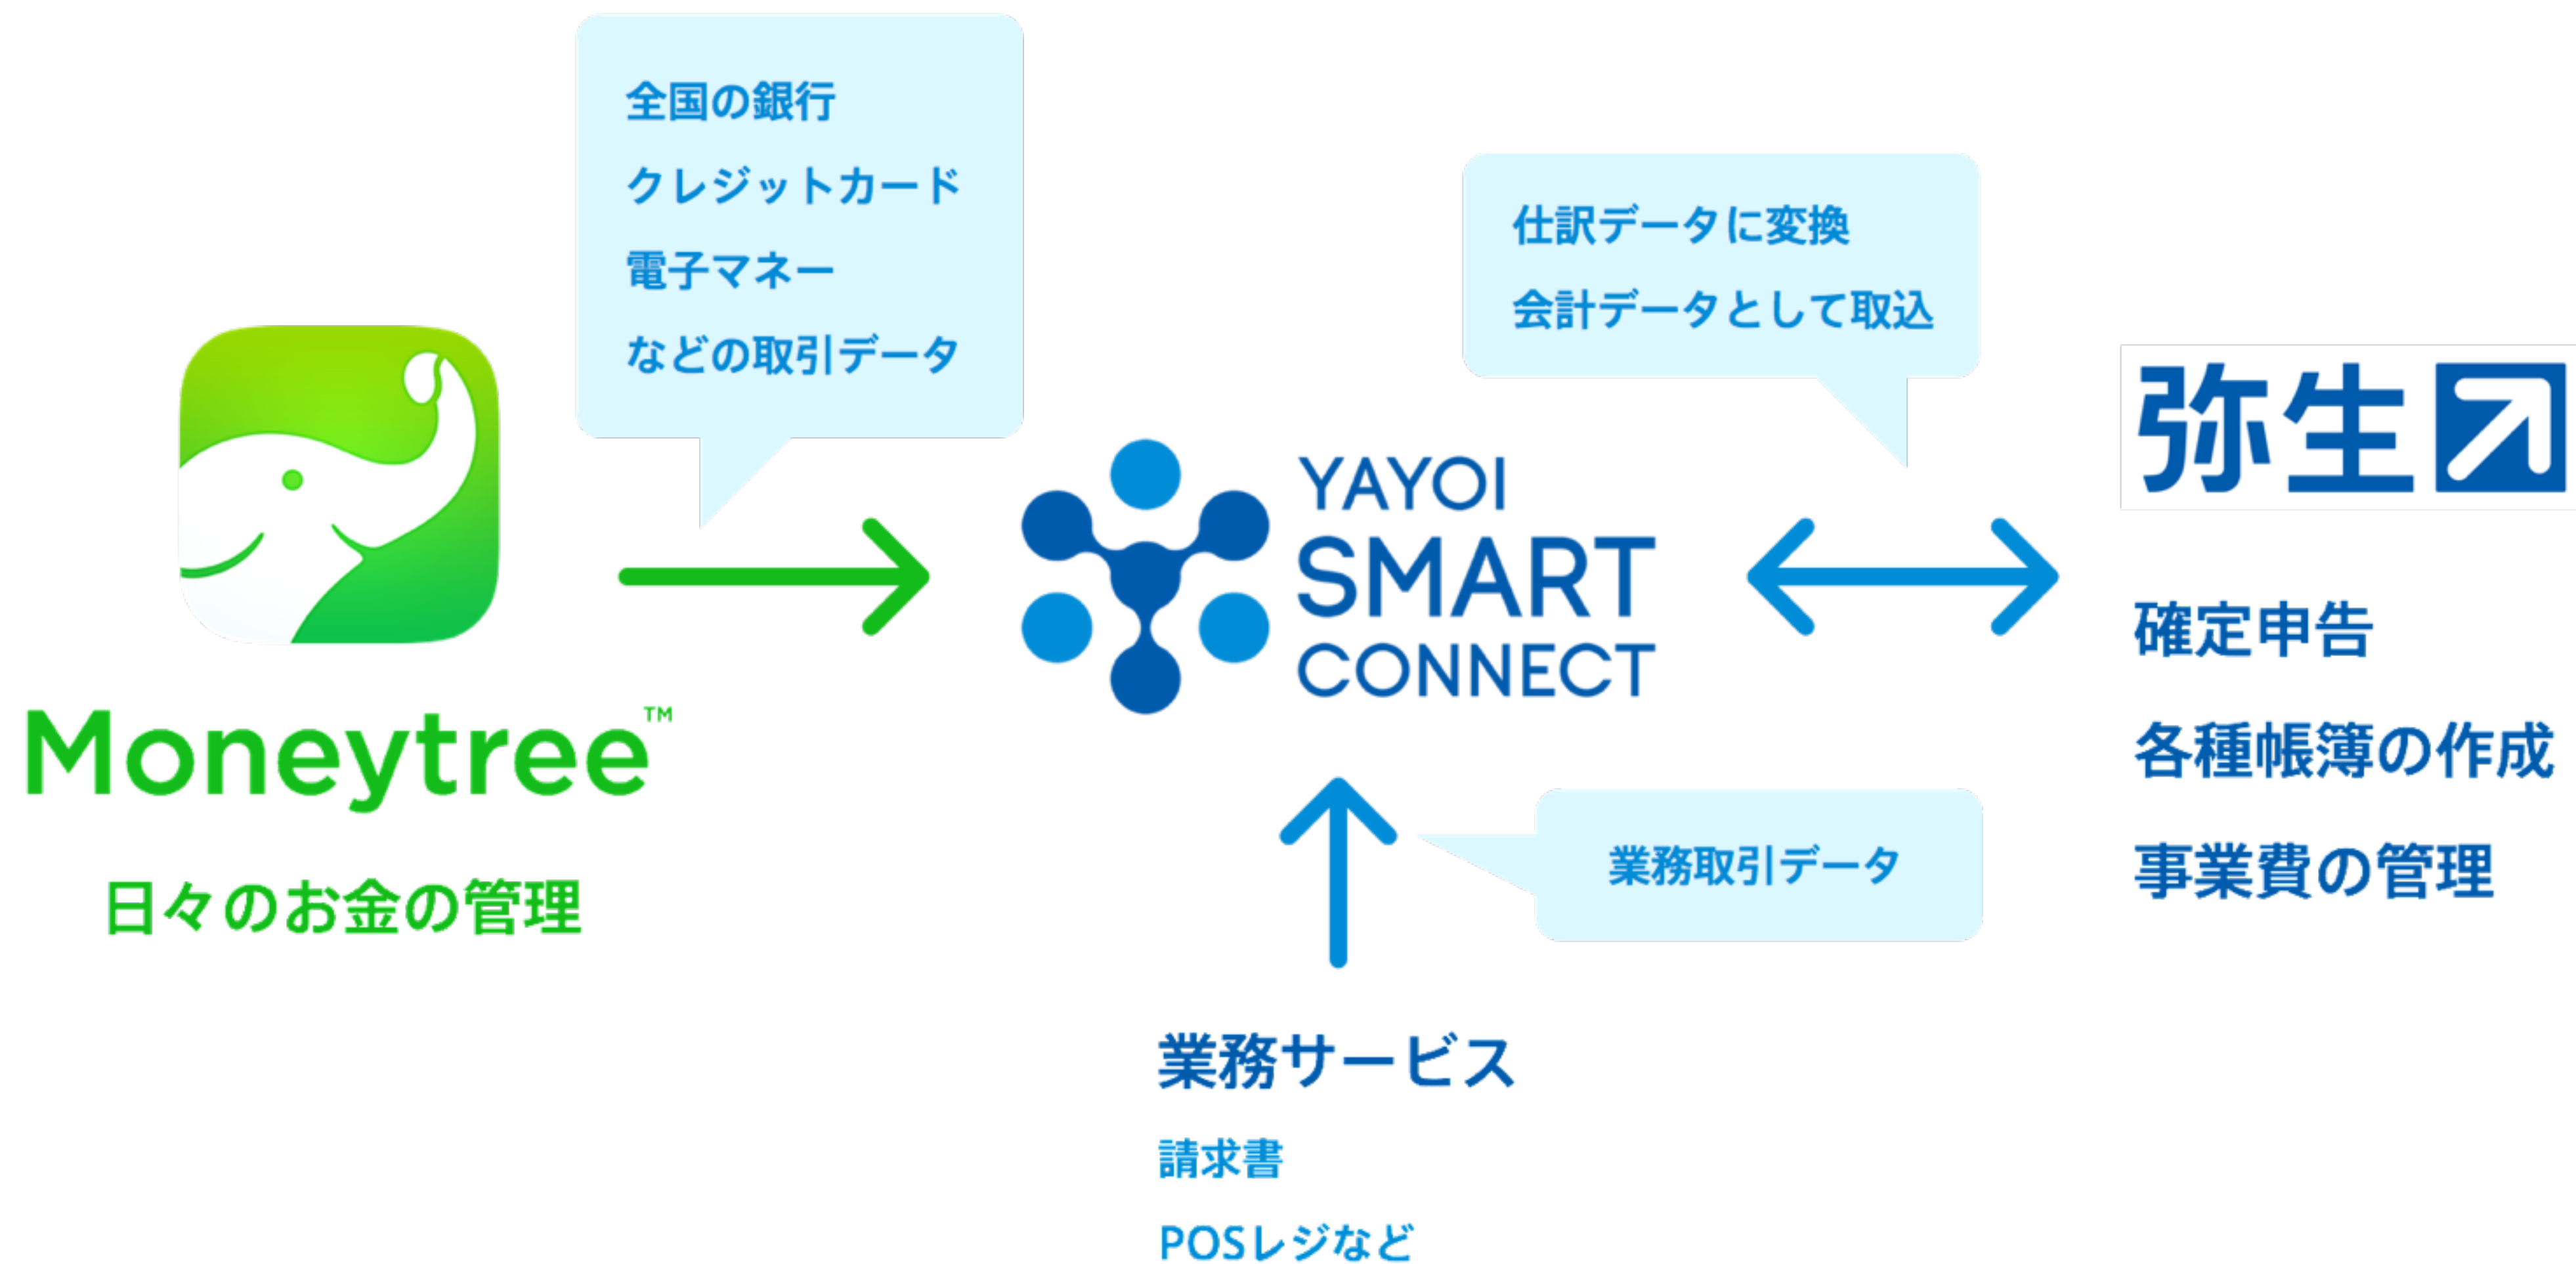 全国の銀行
クレジットカード
電子マネー
などの取引データ
仕訳データに変換
会計データとして取込
Moneytree™
日々のお金の管理
YAYOI
SMART
CONNECT
弥生
確定申告
各種帳簿の作成
事業費の管理
業務取引データ
業務サービス
請求書
POSレジなど